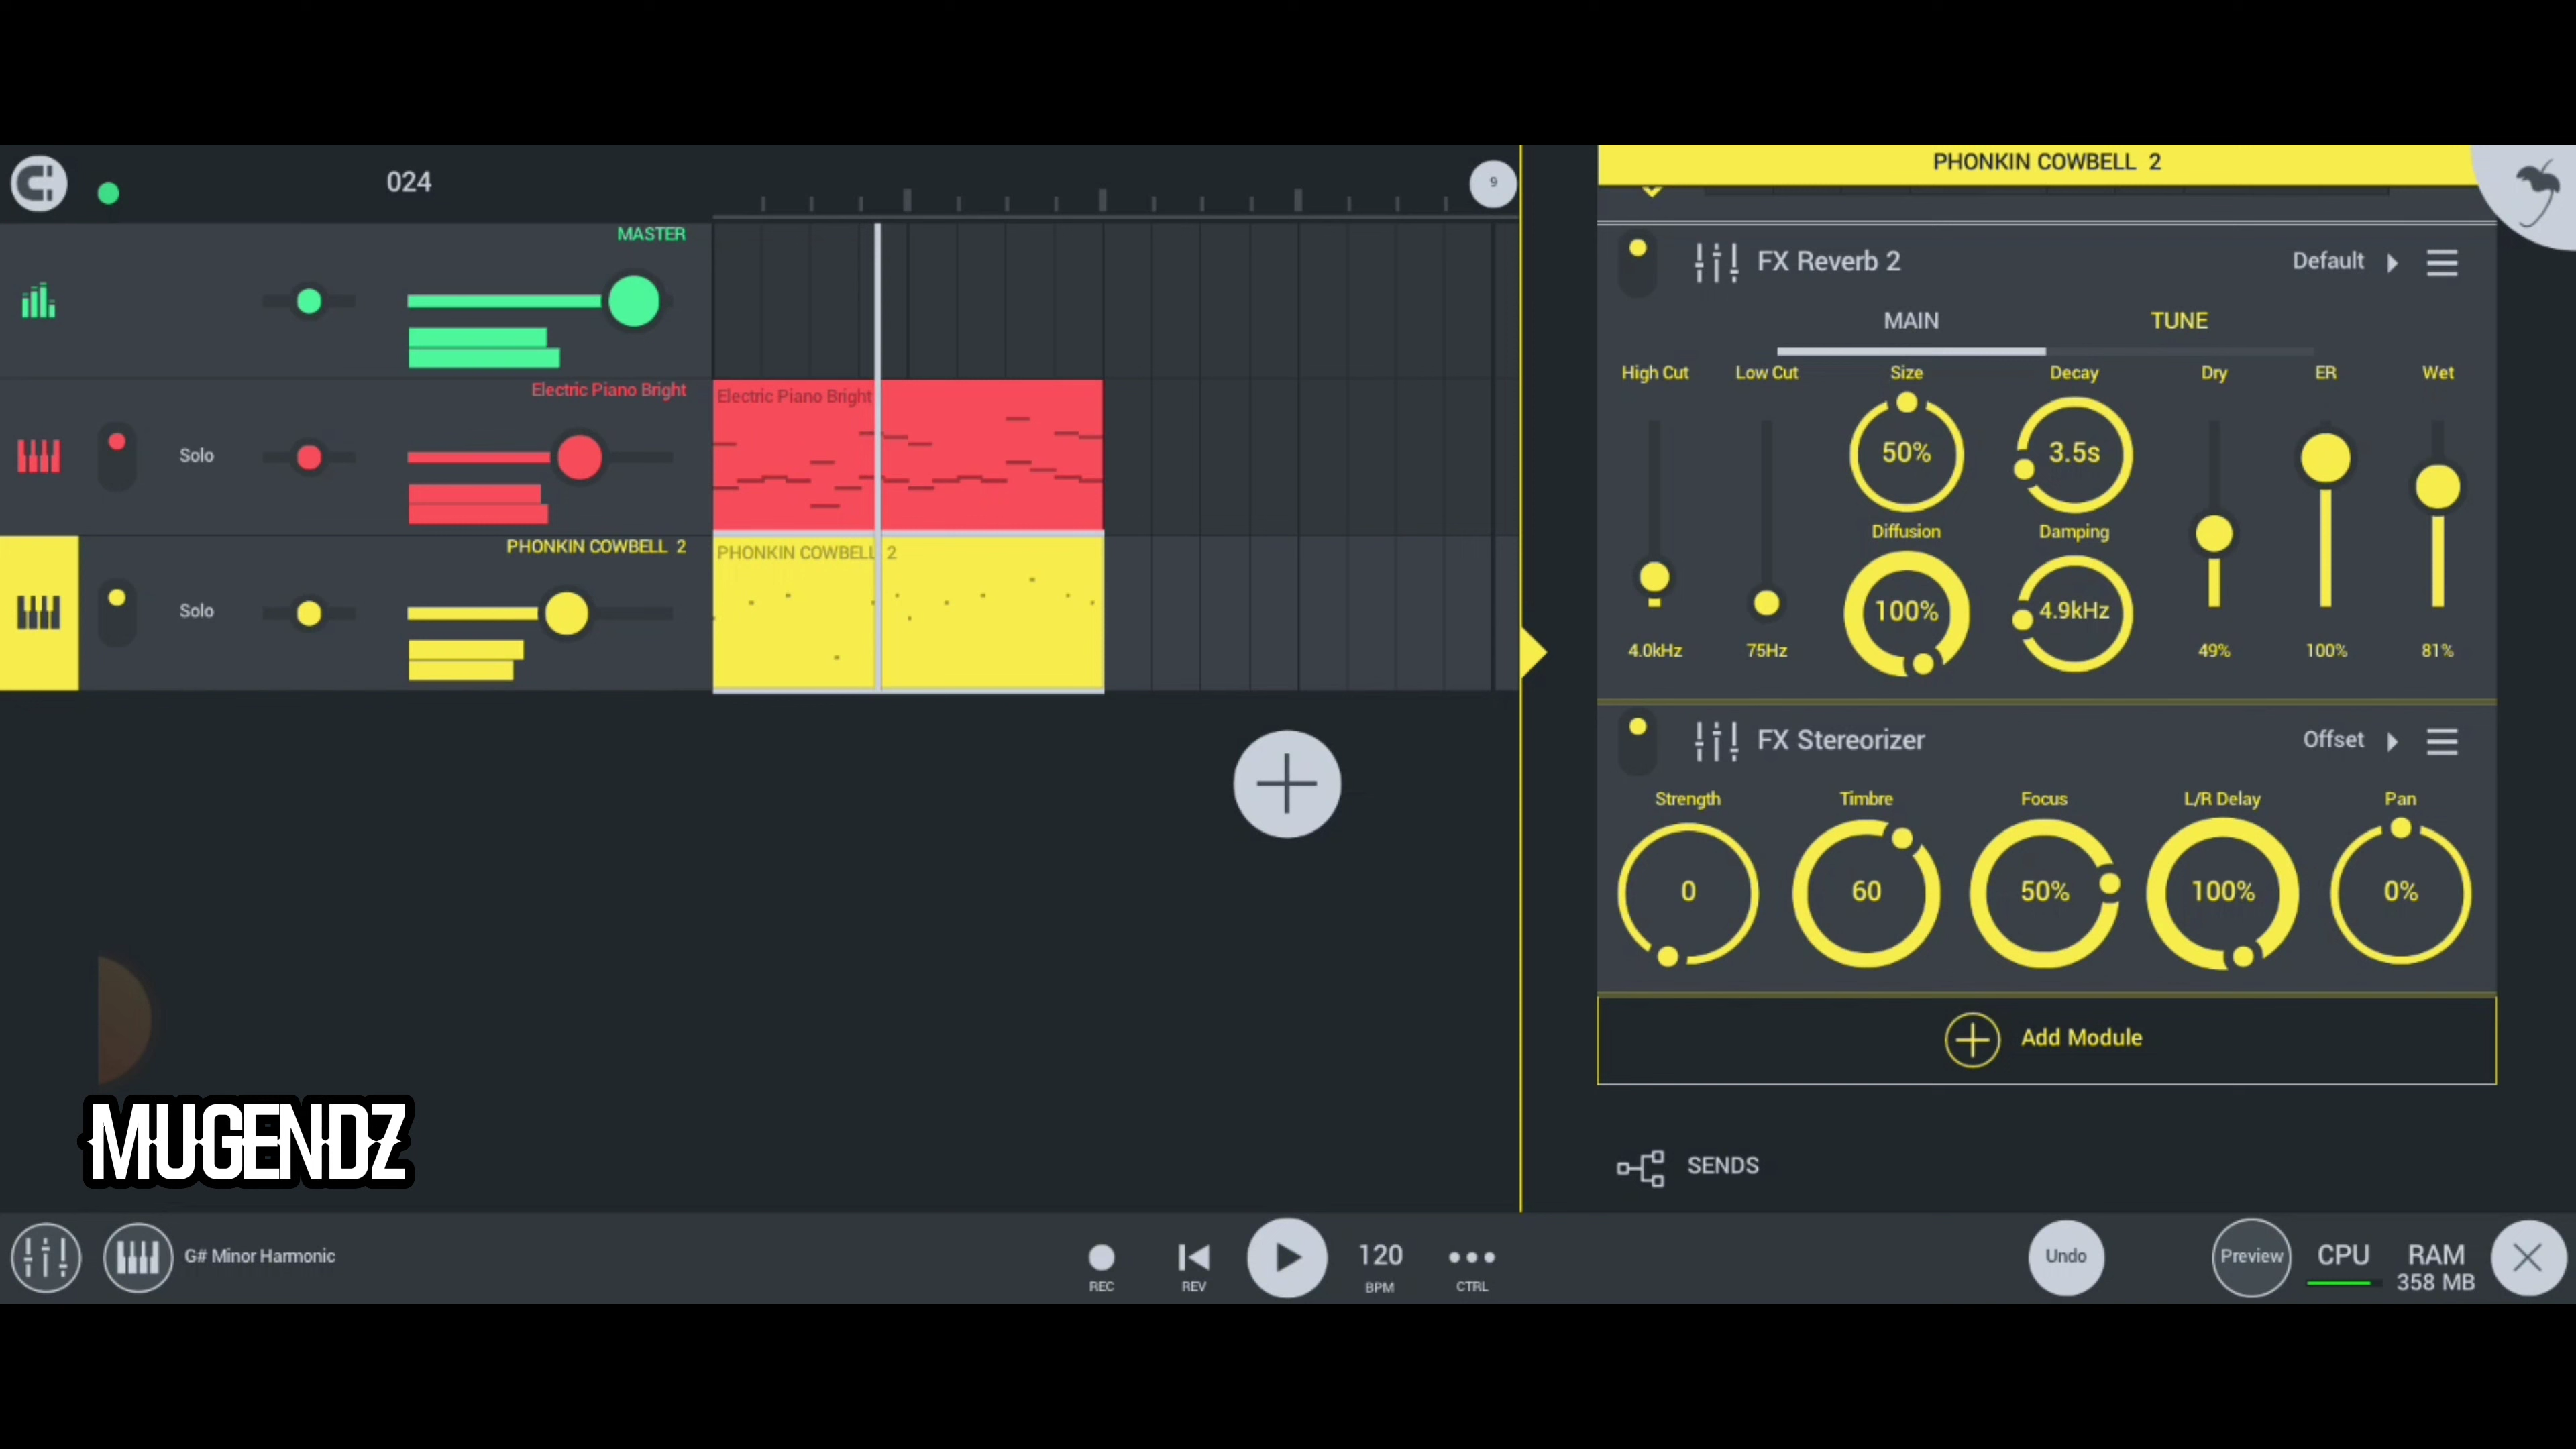 024
9
MASTER
Electric Piano Bright
Solo
Electric Piano Bright
PHONKIN COWBELL 2
Solo
PHONKIN COWBELL 2
MUGENDZ
G# Minor Harmonic
REC
REV
120
BPM
CTRL
PHONKIN COWBELL 2
FX Reverb 2
Default
MAIN
TUNE
High Cut
Low Cut
Size
Decay
Dry
ER
Wet
50%
3.5s
Diffusion
Damping
100%
4.9kHz
4.0kHz
75Hz
49%
100%
81%
FX Stereorizer
Offset
Strength
Timbre
Focus
L/R Delay
Pan
0
60
50%
100%
0%
Add Module
SENDS
Undo
Preview
CPU
RAM
358 MB